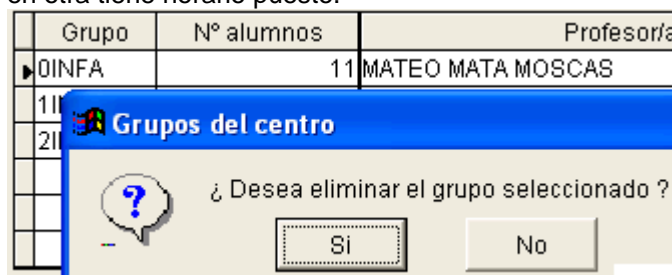 en otra tiene horario puesto.
Grupo Nº alumnos Profesor/a
0INFA 11 MATEO MATA MOSCAS
Grupos del centro
¿ Desea eliminar el grupo seleccionado ?
Si No